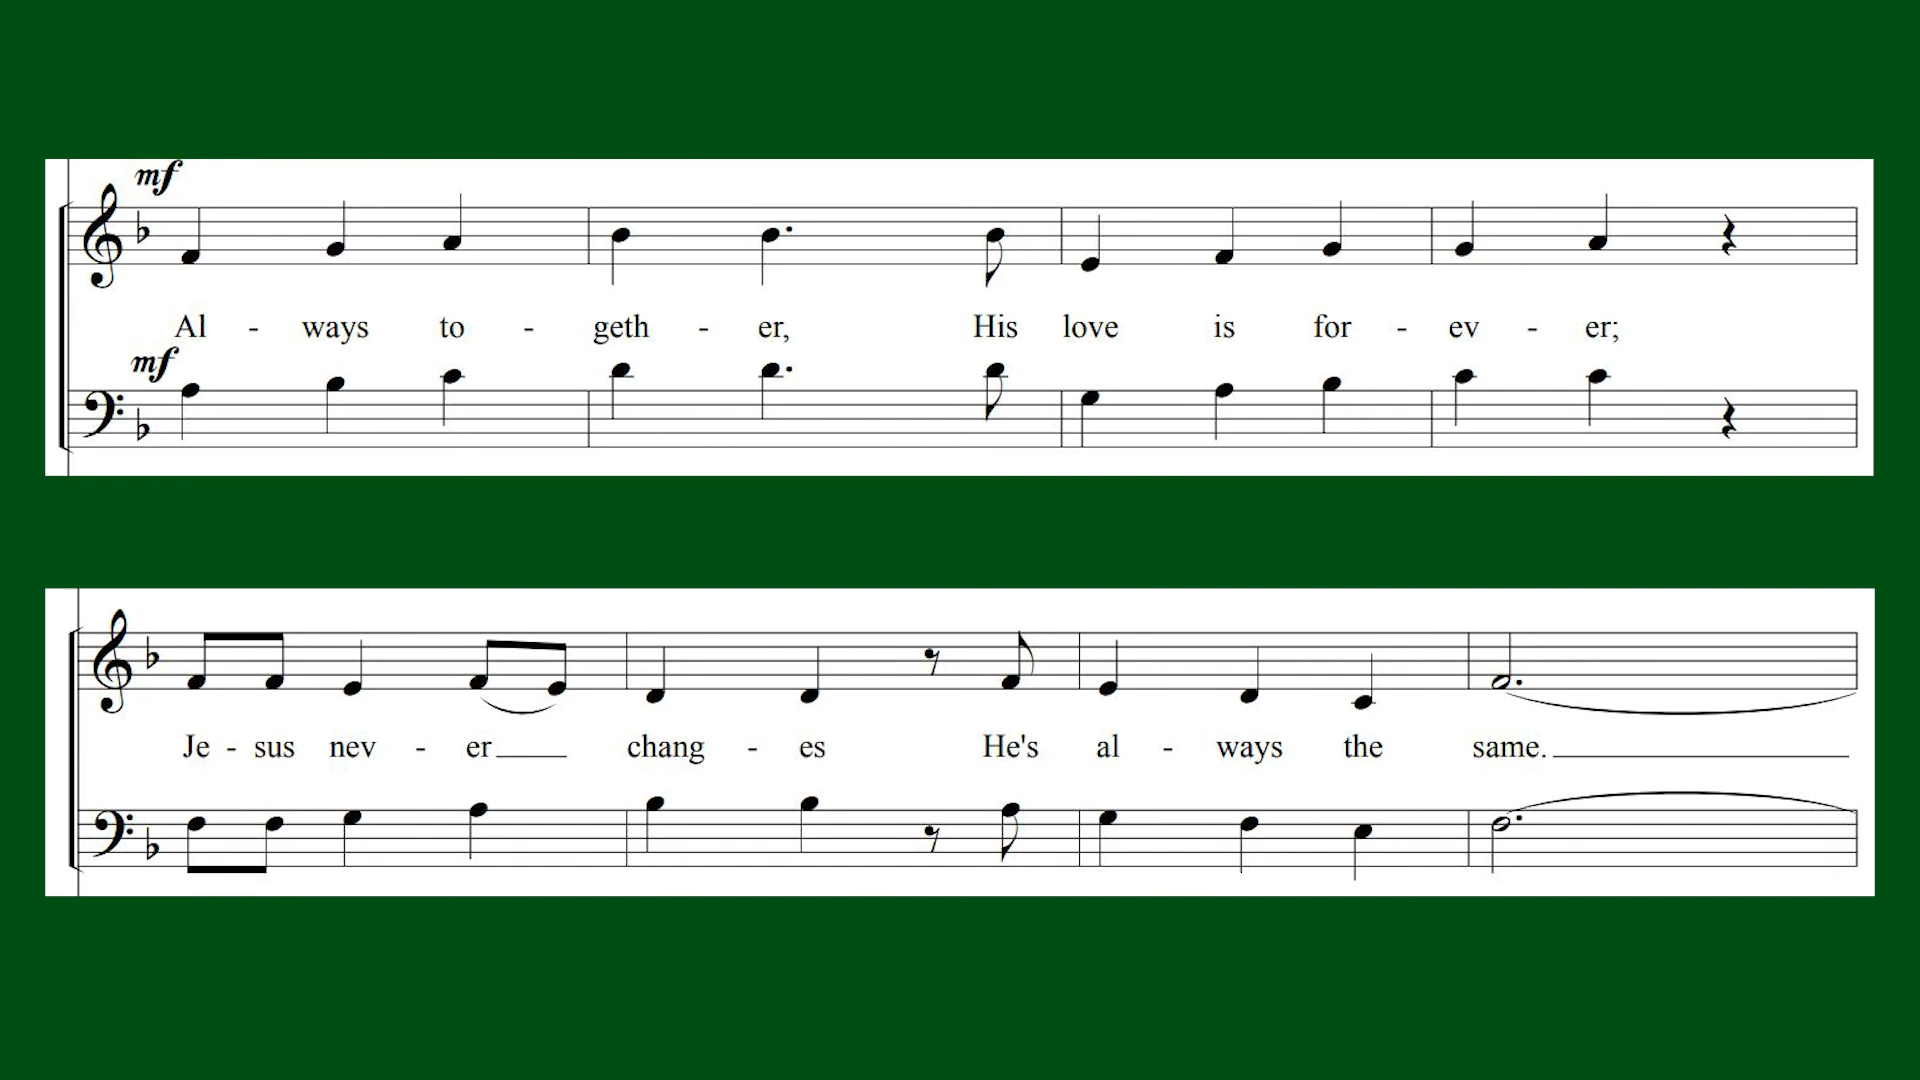 mf
Al - ways to - geth - er, His love is for - ev - er;
mf
Je - sus nev - er chang - es He's al - ways the same.